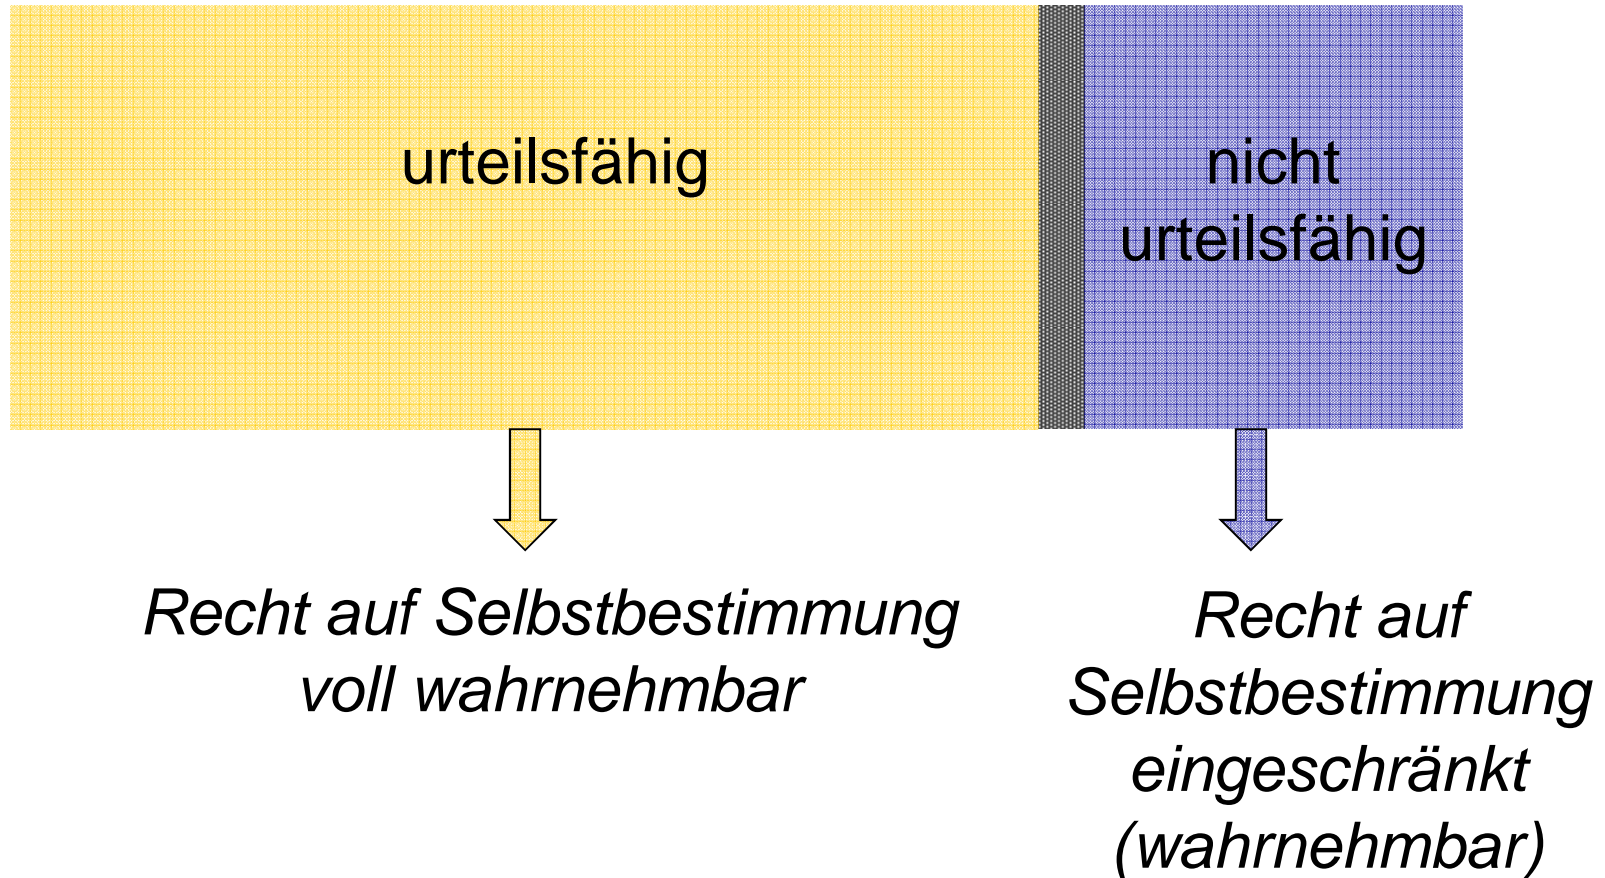 urteilsfähig
nicht
urteilsfähig
Recht auf Selbstbestimmung
voll wahrnehmbar
Recht auf
Selbstbestimmung
eingeschränkt
(wahrnehmbar)